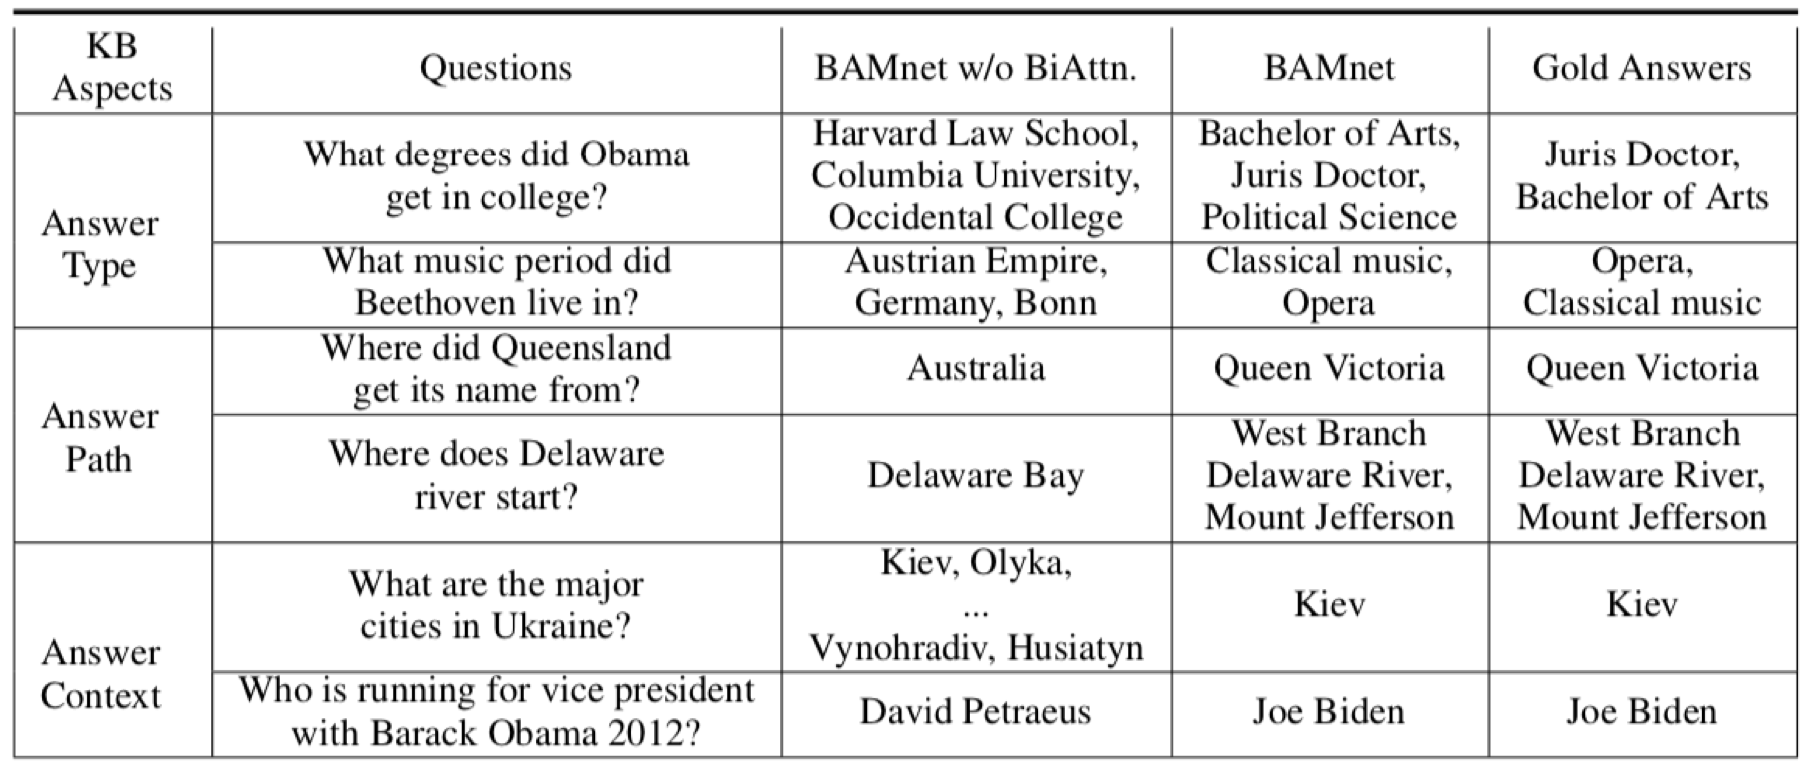 KB
Aspects
Questions
BAMnet w/o BiAttn.
BAMnet
Gold Answers
Answer
Type
What degrees did Obama
get in college?
Harvard Law School,
Columbia University,
Occidental College
Bachelor of Arts,
Juris Doctor,
Political Science
Juris Doctor,
Bachelor of Arts
What music period did
Beethoven live in?
Austrian Empire,
Germany, Bonn
Classical music,
Opera
Opera,
Classical music
Answer
Path
Where did Queensland
get its name from?
Australia
Queen Victoria
Queen Victoria
Where does Delaware
river start?
Delaware Bay
West Branch
Delaware River,
Mount Jefferson
West Branch
Delaware River,
Mount Jefferson
Answer
Context
What are the major
cities in Ukraine?
Kiev, Olyka,
...
Vynohradiv, Husiatyn
Kiev
Kiev
Who is running for vice president
with Barack Obama 2012?
David Petraeus
Joe Biden
Joe Biden